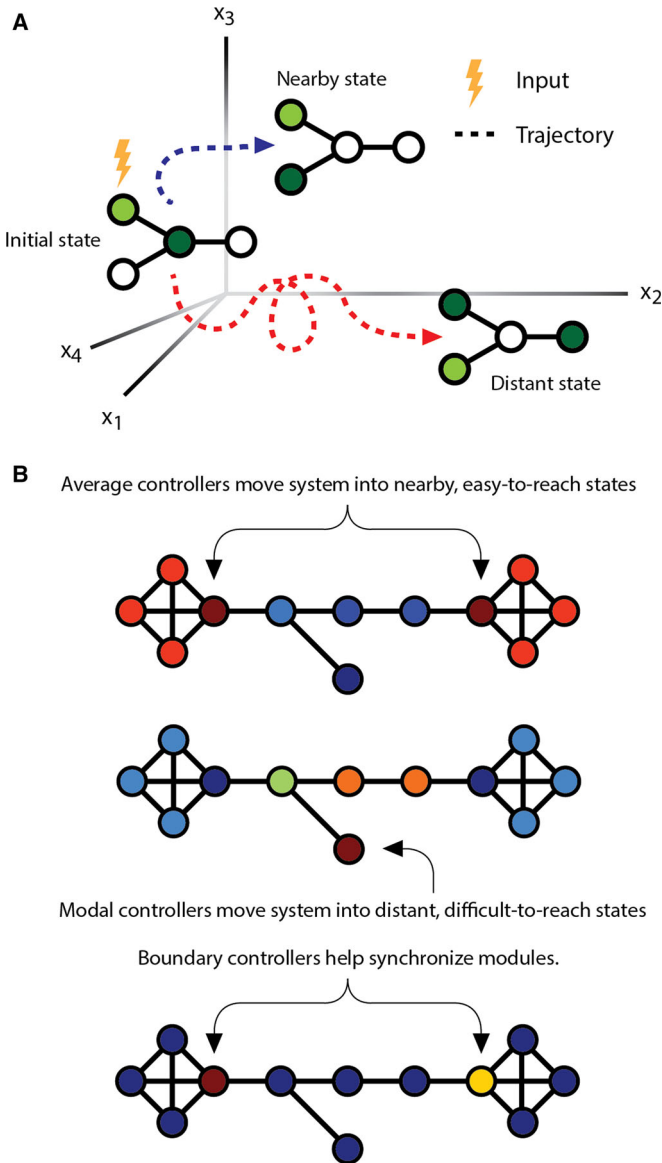 A
x3
Nearby state
Input
Trajectory
Initial state
x2
x4
Distant state
x1
B
Average controllers move system into nearby, easy-to-reach states
Modal controllers move system into distant, difficult-to-reach states
Boundary controllers help synchronize modules.